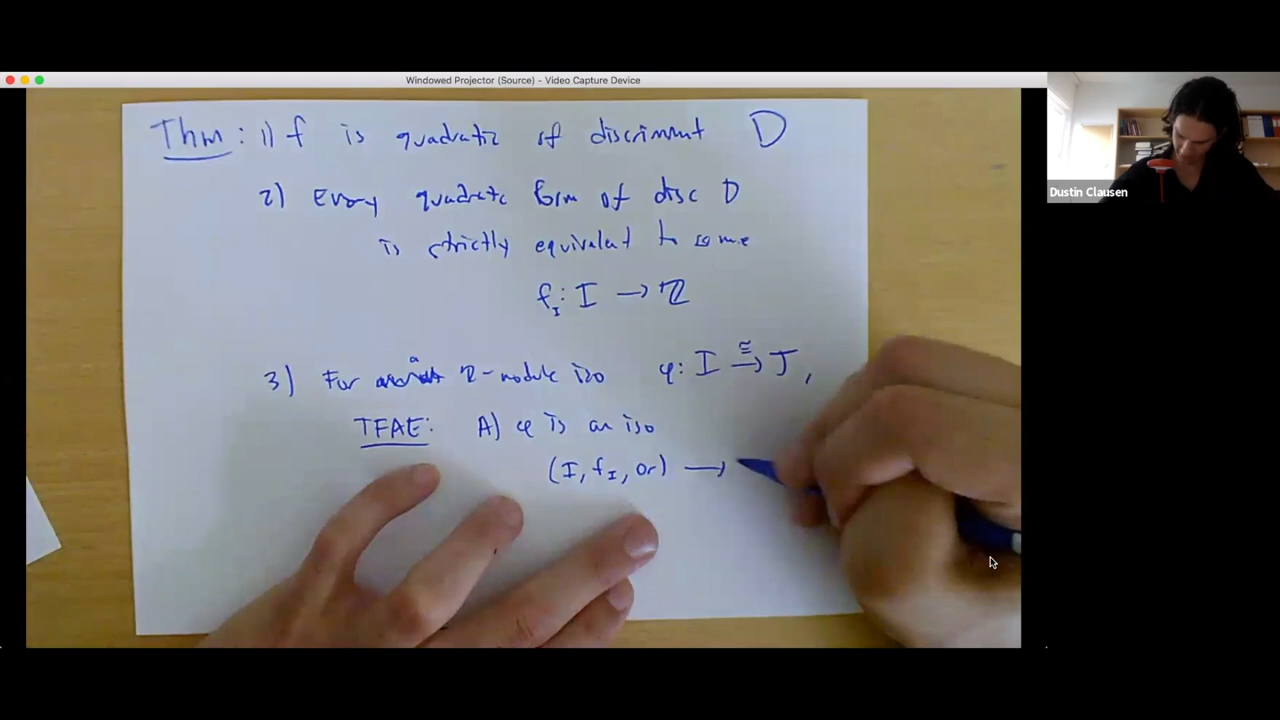 Windowed Projector (Source) - Video Capture Device
Thm: 1) f is quadratic of discriminant D
2) Every quadratic form of disc D
is strictly equivalent to some
f_I: I → ℤ
3) For a ℤ-module iso φ: I ≅→ J,
TFAE: A) φ is an iso
(I, f_I, or) →
Dustin Clausen